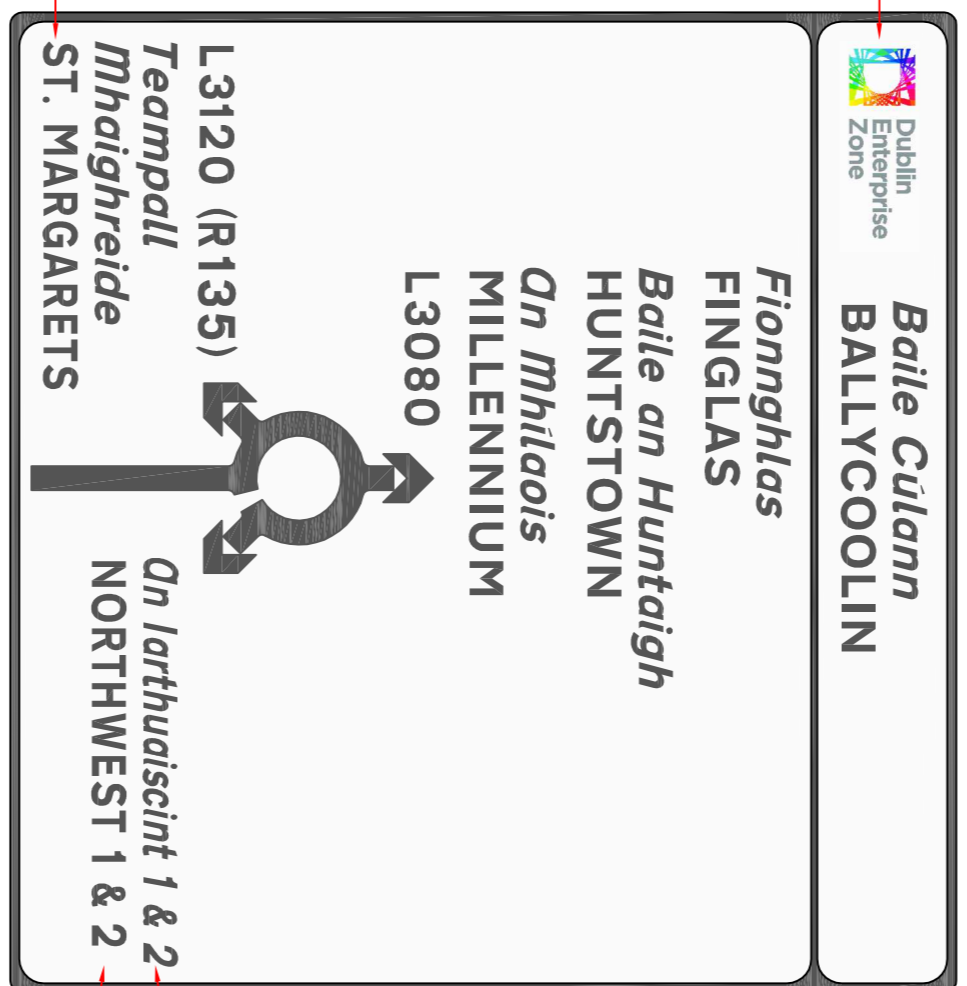 Dublin
Enterprise
Zone
Baile Cúlann
BALLYCOOLIN
Fionnghlas
FINGLAS
Baile an Huntaigh
HUNTSTOWN
An Mhílaois
MILLENNIUM
L3080
L3120 (R135)
Teampall
Mhaighreide
ST. MARGARETS
An Iarthuaiscint 1 & 2
NORTHWEST 1 & 2